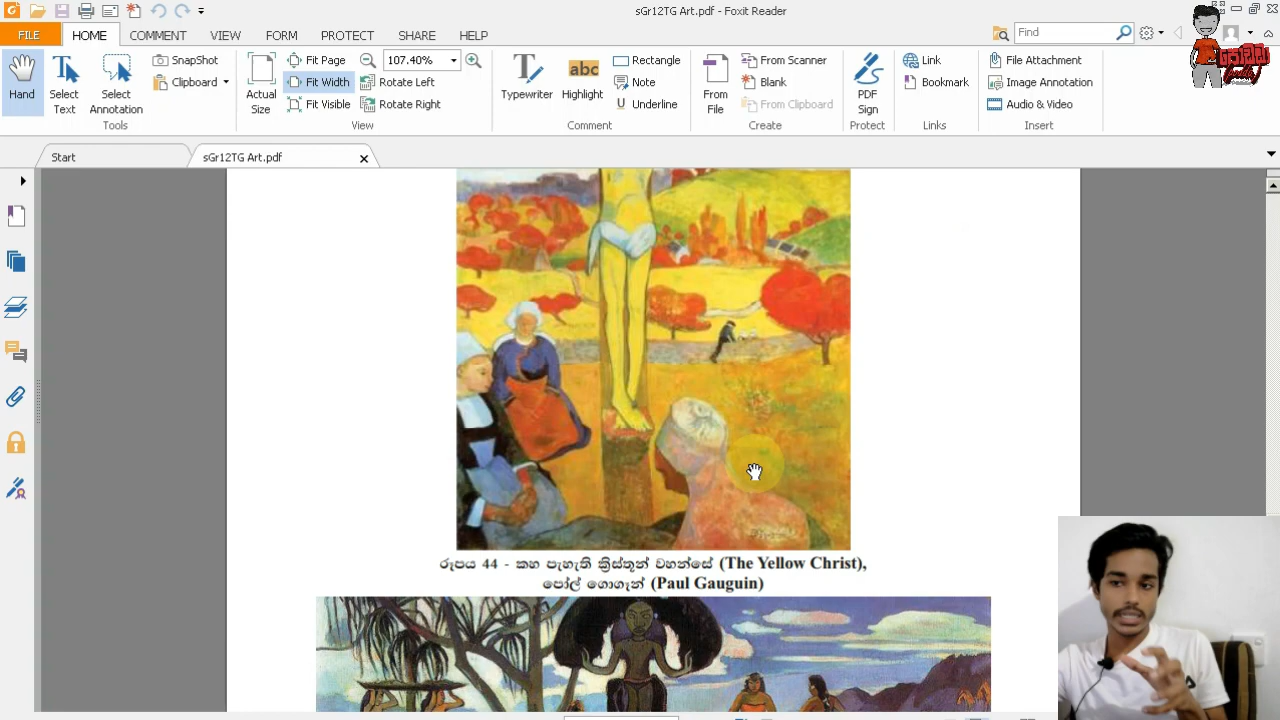 sGr12TG Art.pdf - Foxit Reader
FILE HOME COMMENT VIEW FORM PROTECT SHARE HELP
Find
Hand
Select Text
Select Annotation
SnapShot
Clipboard
Tools
Actual Size
Fit Page
Fit Width
Fit Visible
107.40%
Rotate Left
Rotate Right
View
Typewriter
Highlight
Rectangle
Note
Underline
Comment
From File
From Scanner
Blank
From Clipboard
Create
PDF Sign
Protect
Link
Bookmark
Links
File Attachment
Image Annotation
Audio & Video
Insert
Start
sGr12TG Art.pdf
රූපය 44 - කහ පැහැති ක්‍රිස්තූන් වහන්සේ (The Yellow Christ),
පෝල් ගොගෑන් (Paul Gauguin)